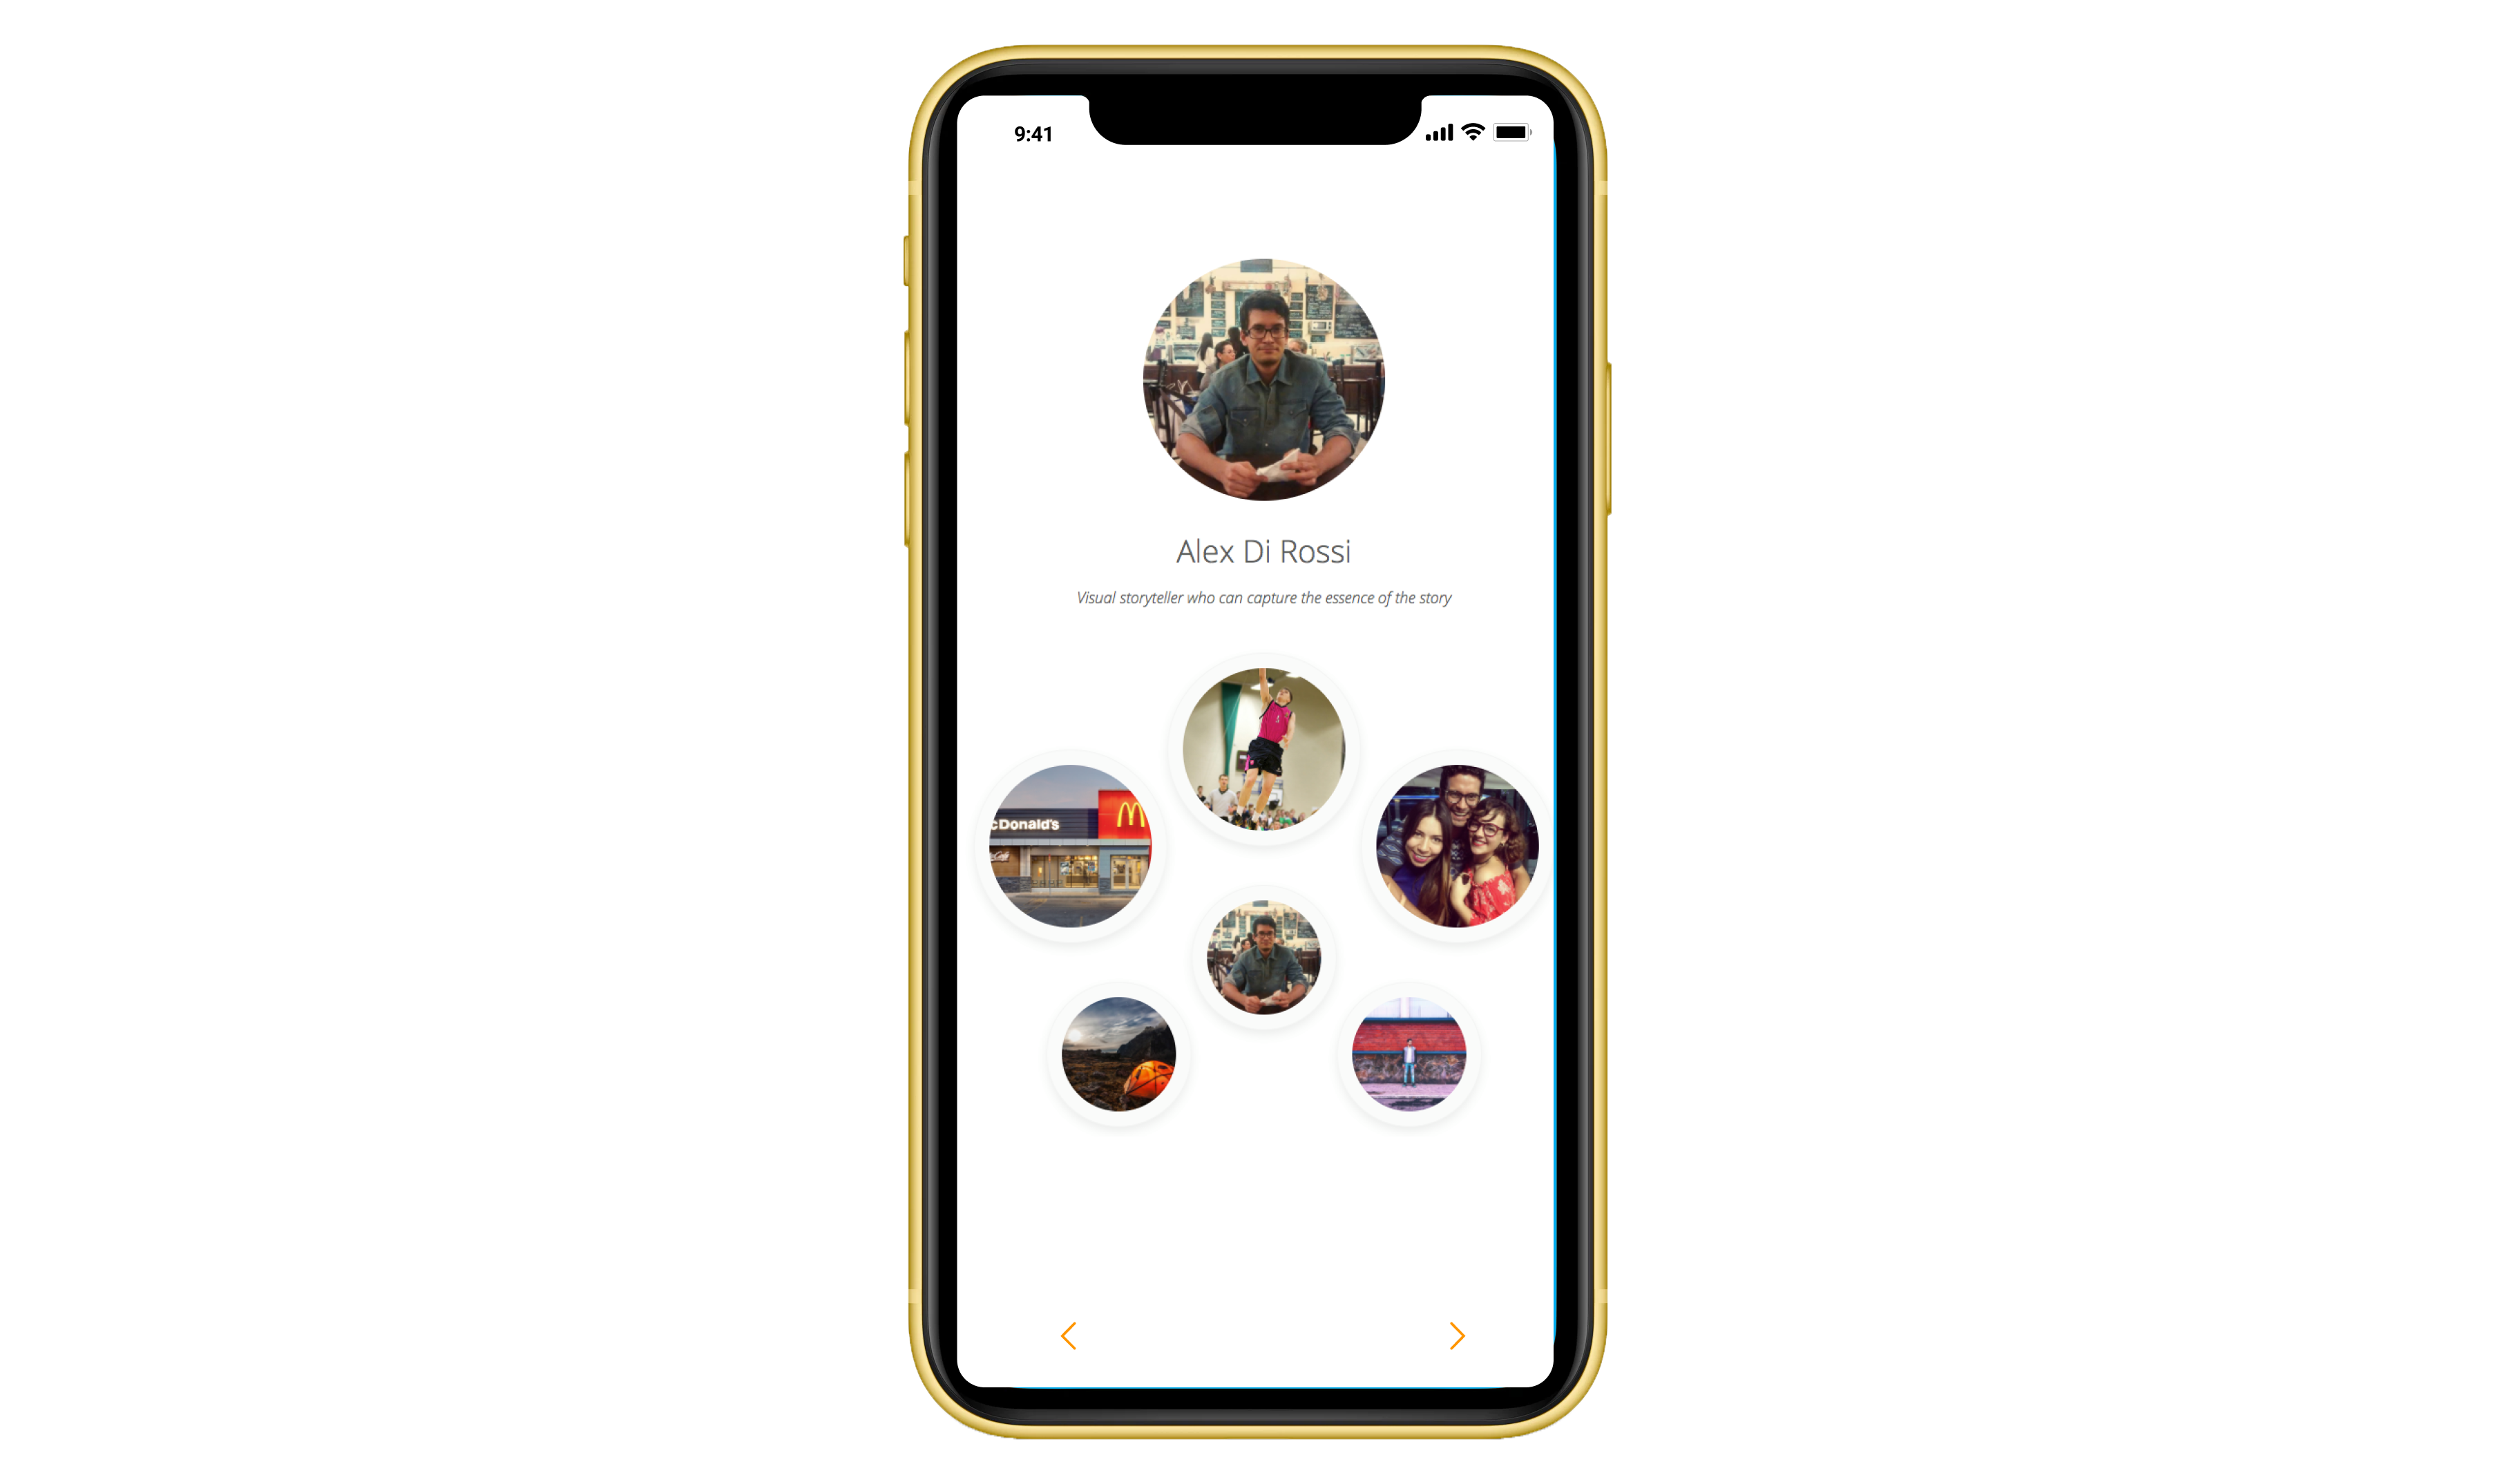 9:41
Alex Di Rossi
Visual storyteller who can capture the essence of the story
cDonald's